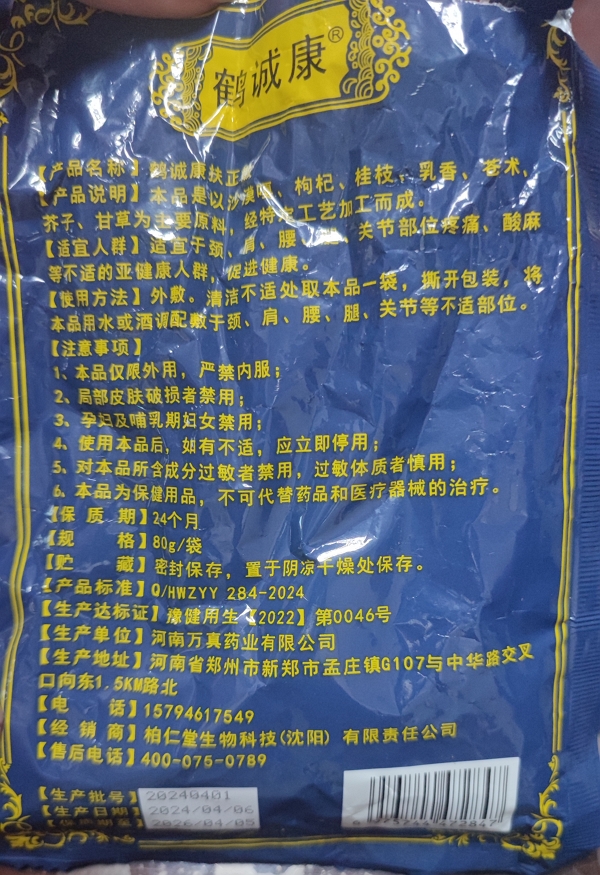 鹤诚康®
【产品名称】鹤诚康扶正
【产品说明】本品是以沙漠 、枸杞、桂枝、乳香、苍术、
芥子、甘草为主要原料，经特定工艺加工而成。
【适宜人群】适宜于颈、肩、腰、腿、关节部位疼痛、酸麻
等不适的亚健康人群，促进健康。
【使用方法】外敷。清洁不适处取本品一袋，撕开包装，将
本品用水或酒调配敷于颈、肩、腰、腿、关节等不适部位。
【注意事项】
1、本品仅限外用，严禁内服；
2、局部皮肤破损者禁用；
3、孕妇及哺乳期妇女禁用；
4、使用本品后，如有不适，应立即停用；
5、对本品所含成分过敏者禁用，过敏体质者慎用；
6、本品为保健用品，不可代替药品和医疗器械的治疗。
【保 质 期】24个月
【规 格】80g/袋
【贮 藏】密封保存，置于阴凉干燥处保存。
【产品标准】Q/HWZYY 284-2024
【生产达标证】豫健用生【2022】第0046号
【生产单位】河南万真药业有限公司
【生产地址】河南省郑州市新郑市孟庄镇G107与中华路交叉
口向东1.5KM路北
【电 话】15794617549
【经 销 商】柏仁堂生物科技(沈阳) 有限责任公司
【售后电话】400-075-0789
【生产批号】20240401
【生产日期】2024/04/06
【保质期至】2026/04/05